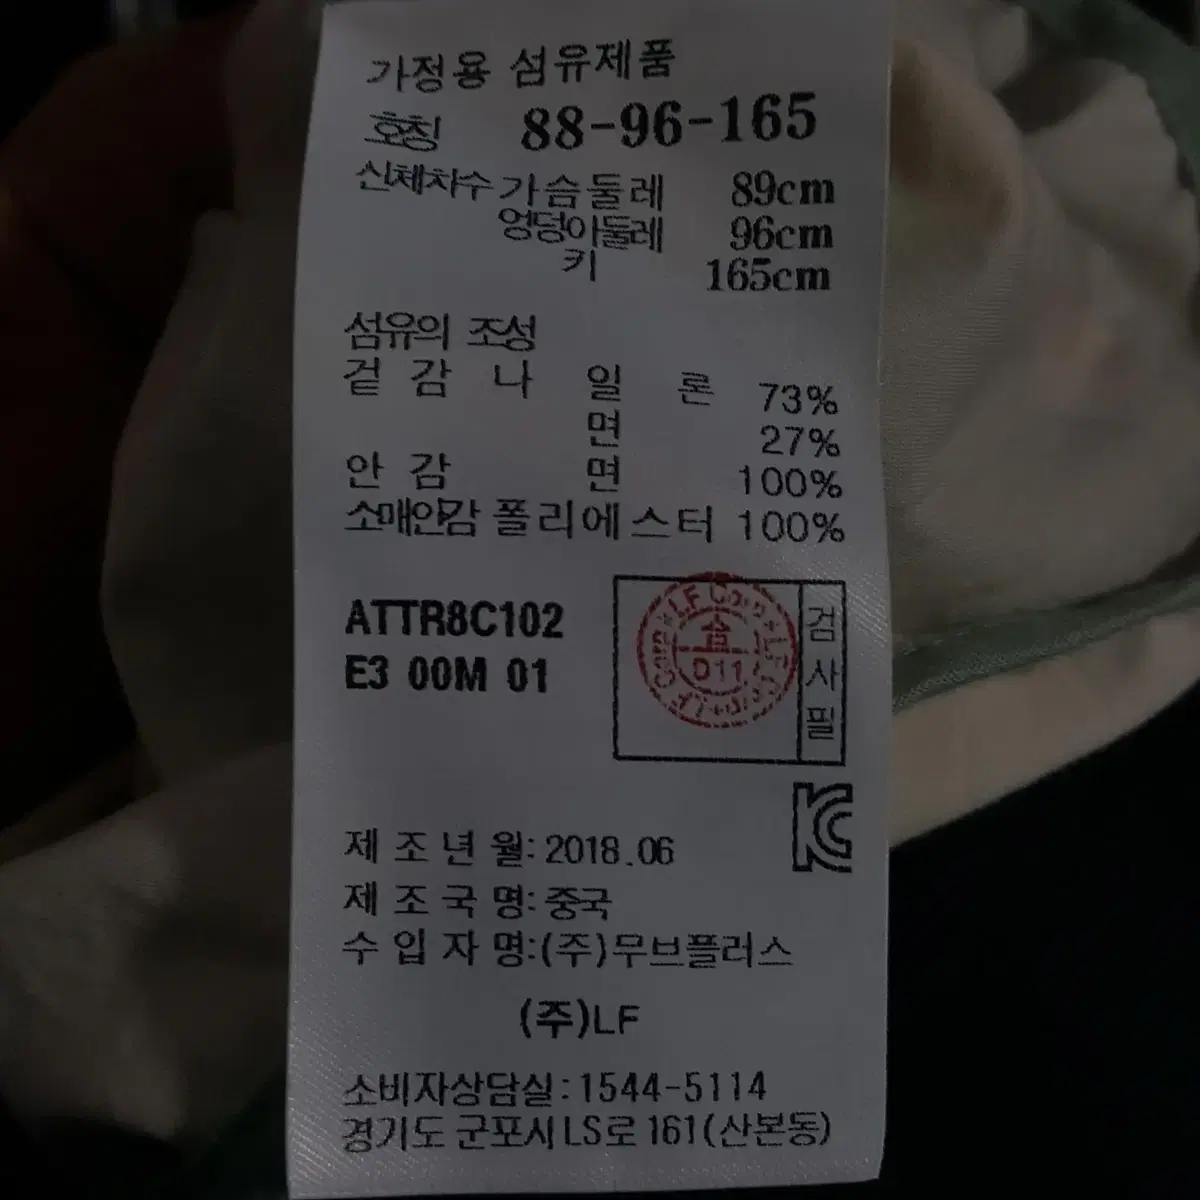 가정용 섬유제품
호칭 88-96-165
신체치수 가슴둘레 89cm
엉덩이둘레 96cm
키 165cm
섬유의 조성
겉감 나일론 73%
면 27%
안감 면 100%
소매안감 폴리에스터 100%
ATTR8C102
E3 00M 01
LF Corp
合
D11
검사필
KC
제조년월: 2018.06
제조국명: 중국
수입자명:(주)무브플러스
(주)LF
소비자상담실:1544-5114
경기도 군포시 LS로 161(산본동)